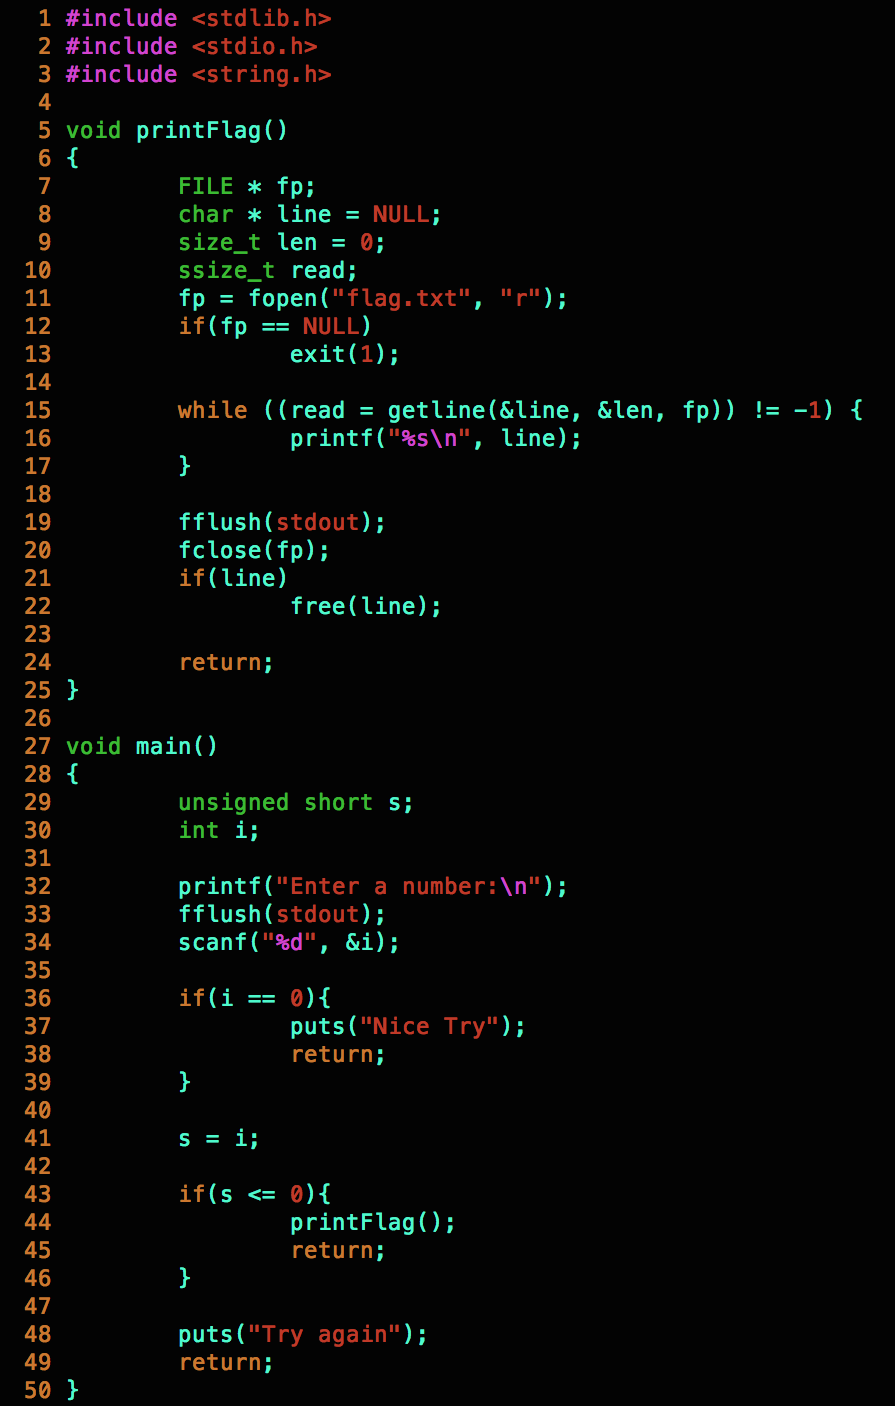 1 #include <stdlib.h>
2 #include <stdio.h>
3 #include <string.h>
4
5 void printFlag()
6 {
7         FILE * fp;
8         char * line = NULL;
9         size_t len = 0;
10         ssize_t read;
11         fp = fopen("flag.txt", "r");
12         if(fp == NULL)
13                 exit(1);
14
15         while ((read = getline(&line, &len, fp)) != -1) {
16                 printf("%s\n", line);
17         }
18
19         fflush(stdout);
20         fclose(fp);
21         if(line)
22                 free(line);
23
24         return;
25 }
26
27 void main()
28 {
29         unsigned short s;
30         int i;
31
32         printf("Enter a number:\n");
33         fflush(stdout);
34         scanf("%d", &i);
35
36         if(i == 0){
37                 puts("Nice Try");
38                 return;
39         }
40
41         s = i;
42
43         if(s <= 0){
44                 printFlag();
45                 return;
46         }
47
48         puts("Try again");
49         return;
50 }